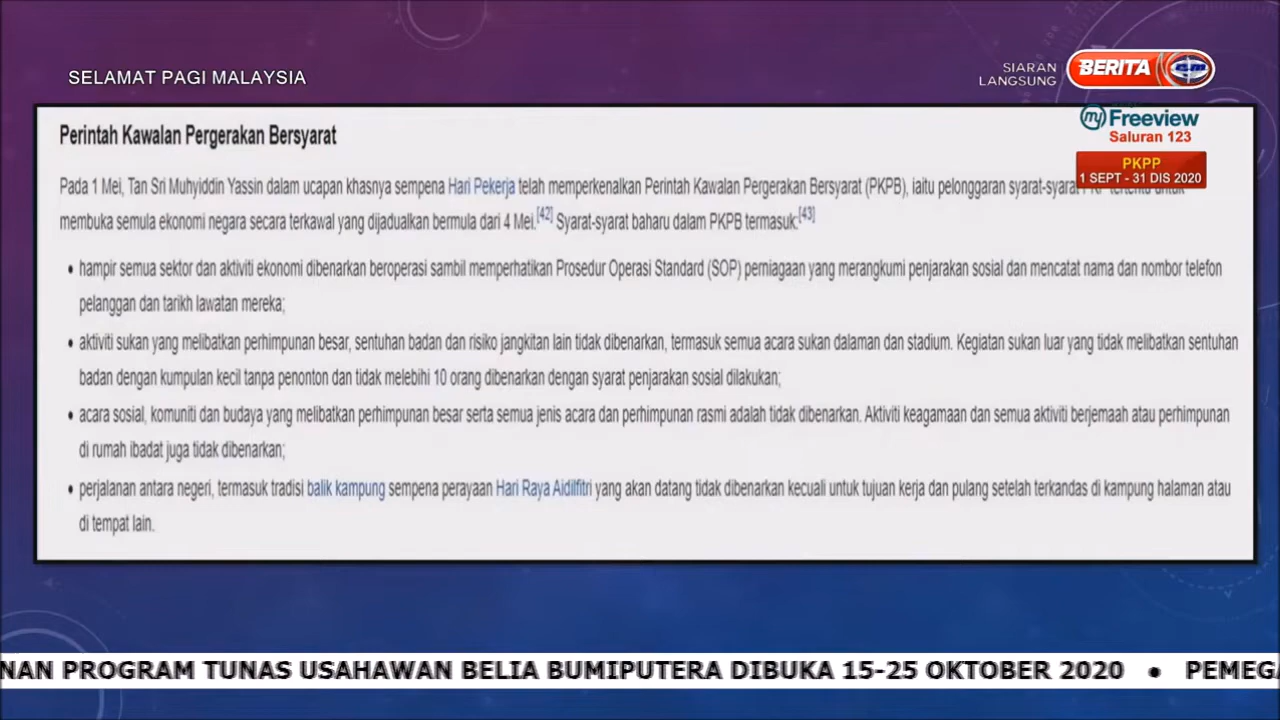 SELAMAT PAGI MALAYSIA
SIARAN
LANGSUNG
BERITA
my Freeview
Saluran 123
PKPP
1 SEPT - 31 DIS 2020
Perintah Kawalan Pergerakan Bersyarat
Pada 1 Mei, Tan Sri Muhyiddin Yassin dalam ucapan khasnya sempena Hari Pekerja telah memperkenalkan Perintah Kawalan Pergerakan Bersyarat (PKPB), iaitu pelonggaran syarat-syarat PKP tertentu untuk
membuka semula ekonomi negara secara terkawal yang dijadualkan bermula dari 4 Mei.[42] Syarat-syarat baharu dalam PKPB termasuk:[43]
• hampir semua sektor dan aktiviti ekonomi dibenarkan beroperasi sambil memperhatikan Prosedur Operasi Standard (SOP) perniagaan yang merangkumi penjarakan sosial dan mencatat nama dan nombor telefon
pelanggan dan tarikh lawatan mereka;
• aktiviti sukan yang melibatkan perhimpunan besar, sentuhan badan dan risiko jangkitan lain tidak dibenarkan, termasuk semua acara sukan dalaman dan stadium. Kegiatan sukan luar yang tidak melibatkan sentuhan
badan dengan kumpulan kecil tanpa penonton dan tidak melebihi 10 orang dibenarkan dengan syarat penjarakan sosial dilakukan;
• acara sosial, komuniti dan budaya yang melibatkan perhimpunan besar serta semua jenis acara dan perhimpunan rasmi adalah tidak dibenarkan. Aktiviti keagamaan dan semua aktiviti berjemaah atau perhimpunan
di rumah ibadat juga tidak dibenarkan;
• perjalanan antara negeri, termasuk tradisi balik kampung sempena perayaan Hari Raya Aidilfitri yang akan datang tidak dibenarkan kecuali untuk tujuan kerja dan pulang setelah terkandas di kampung halaman atau
di tempat lain.
NAN PROGRAM TUNAS USAHAWAN BELIA BUMIPUTERA DIBUKA 15-25 OKTOBER 2020 • PEMEGA